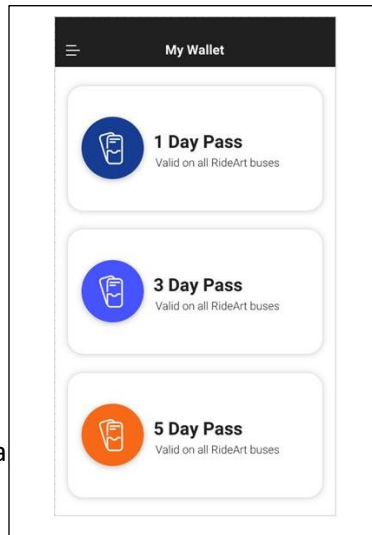 My Wallet
1 Day Pass
Valid on all RideArt buses
3 Day Pass
Valid on all RideArt buses
5 Day Pass
Valid on all RideArt buses
a